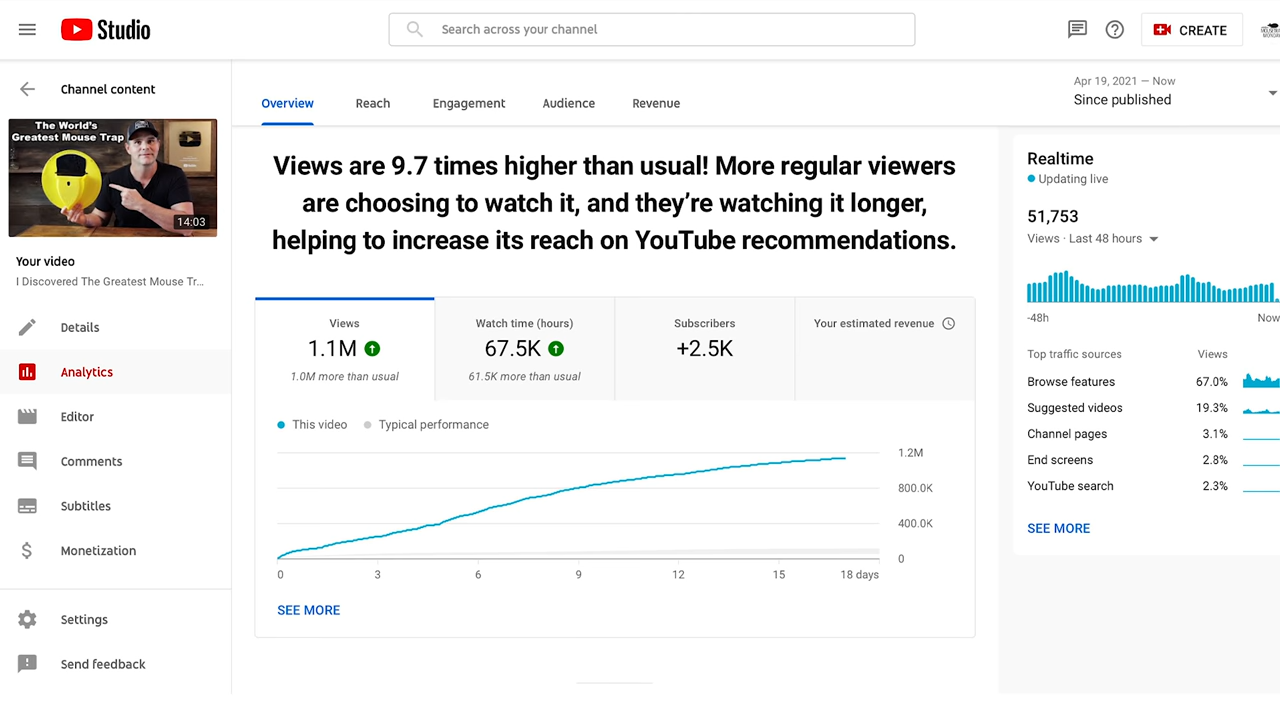 Studio
Search across your channel
CREATE
Channel content
The World's
Greatest Mouse Trap
14:03
Your video
I Discovered The Greatest Mouse Tr...
Details
Analytics
Editor
Comments
Subtitles
Monetization
Settings
Send feedback
Overview
Reach
Engagement
Audience
Revenue
Apr 19, 2021 — Now
Since published
Views are 9.7 times higher than usual! More regular viewers
are choosing to watch it, and they’re watching it longer,
helping to increase its reach on YouTube recommendations.
Views
1.1M
1.0M more than usual
Watch time (hours)
67.5K
61.5K more than usual
Subscribers
+2.5K
Your estimated revenue
This video
Typical performance
1.2M
800.0K
400.0K
0
0
3
6
9
12
15
18 days
SEE MORE
Realtime
Updating live
51,753
Views · Last 48 hours
-48h
Now
Top traffic sources
Views
Browse features
67.0%
Suggested videos
19.3%
Channel pages
3.1%
End screens
2.8%
YouTube search
2.3%
SEE MORE